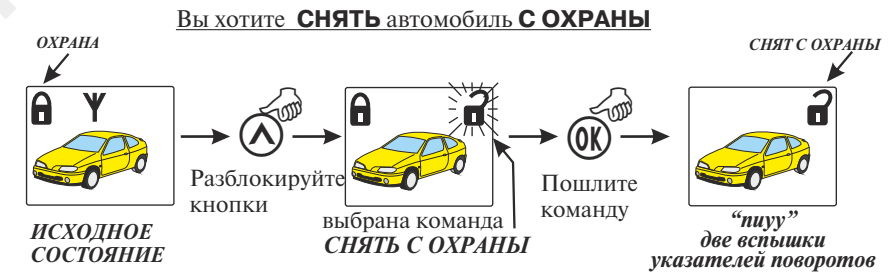 Вы хотите СНЯТЬ автомобиль С ОХРАНЫ
ОХРАНА
СНЯТ С ОХРАНЫ
Разблокируйте
кнопки
OK
Пошлите
команду
ИСХОДНОЕ
СОСТОЯНИЕ
выбрана команда
СНЯТЬ С ОХРАНЫ
“пиуу”
две вспышки
указателей поворотов